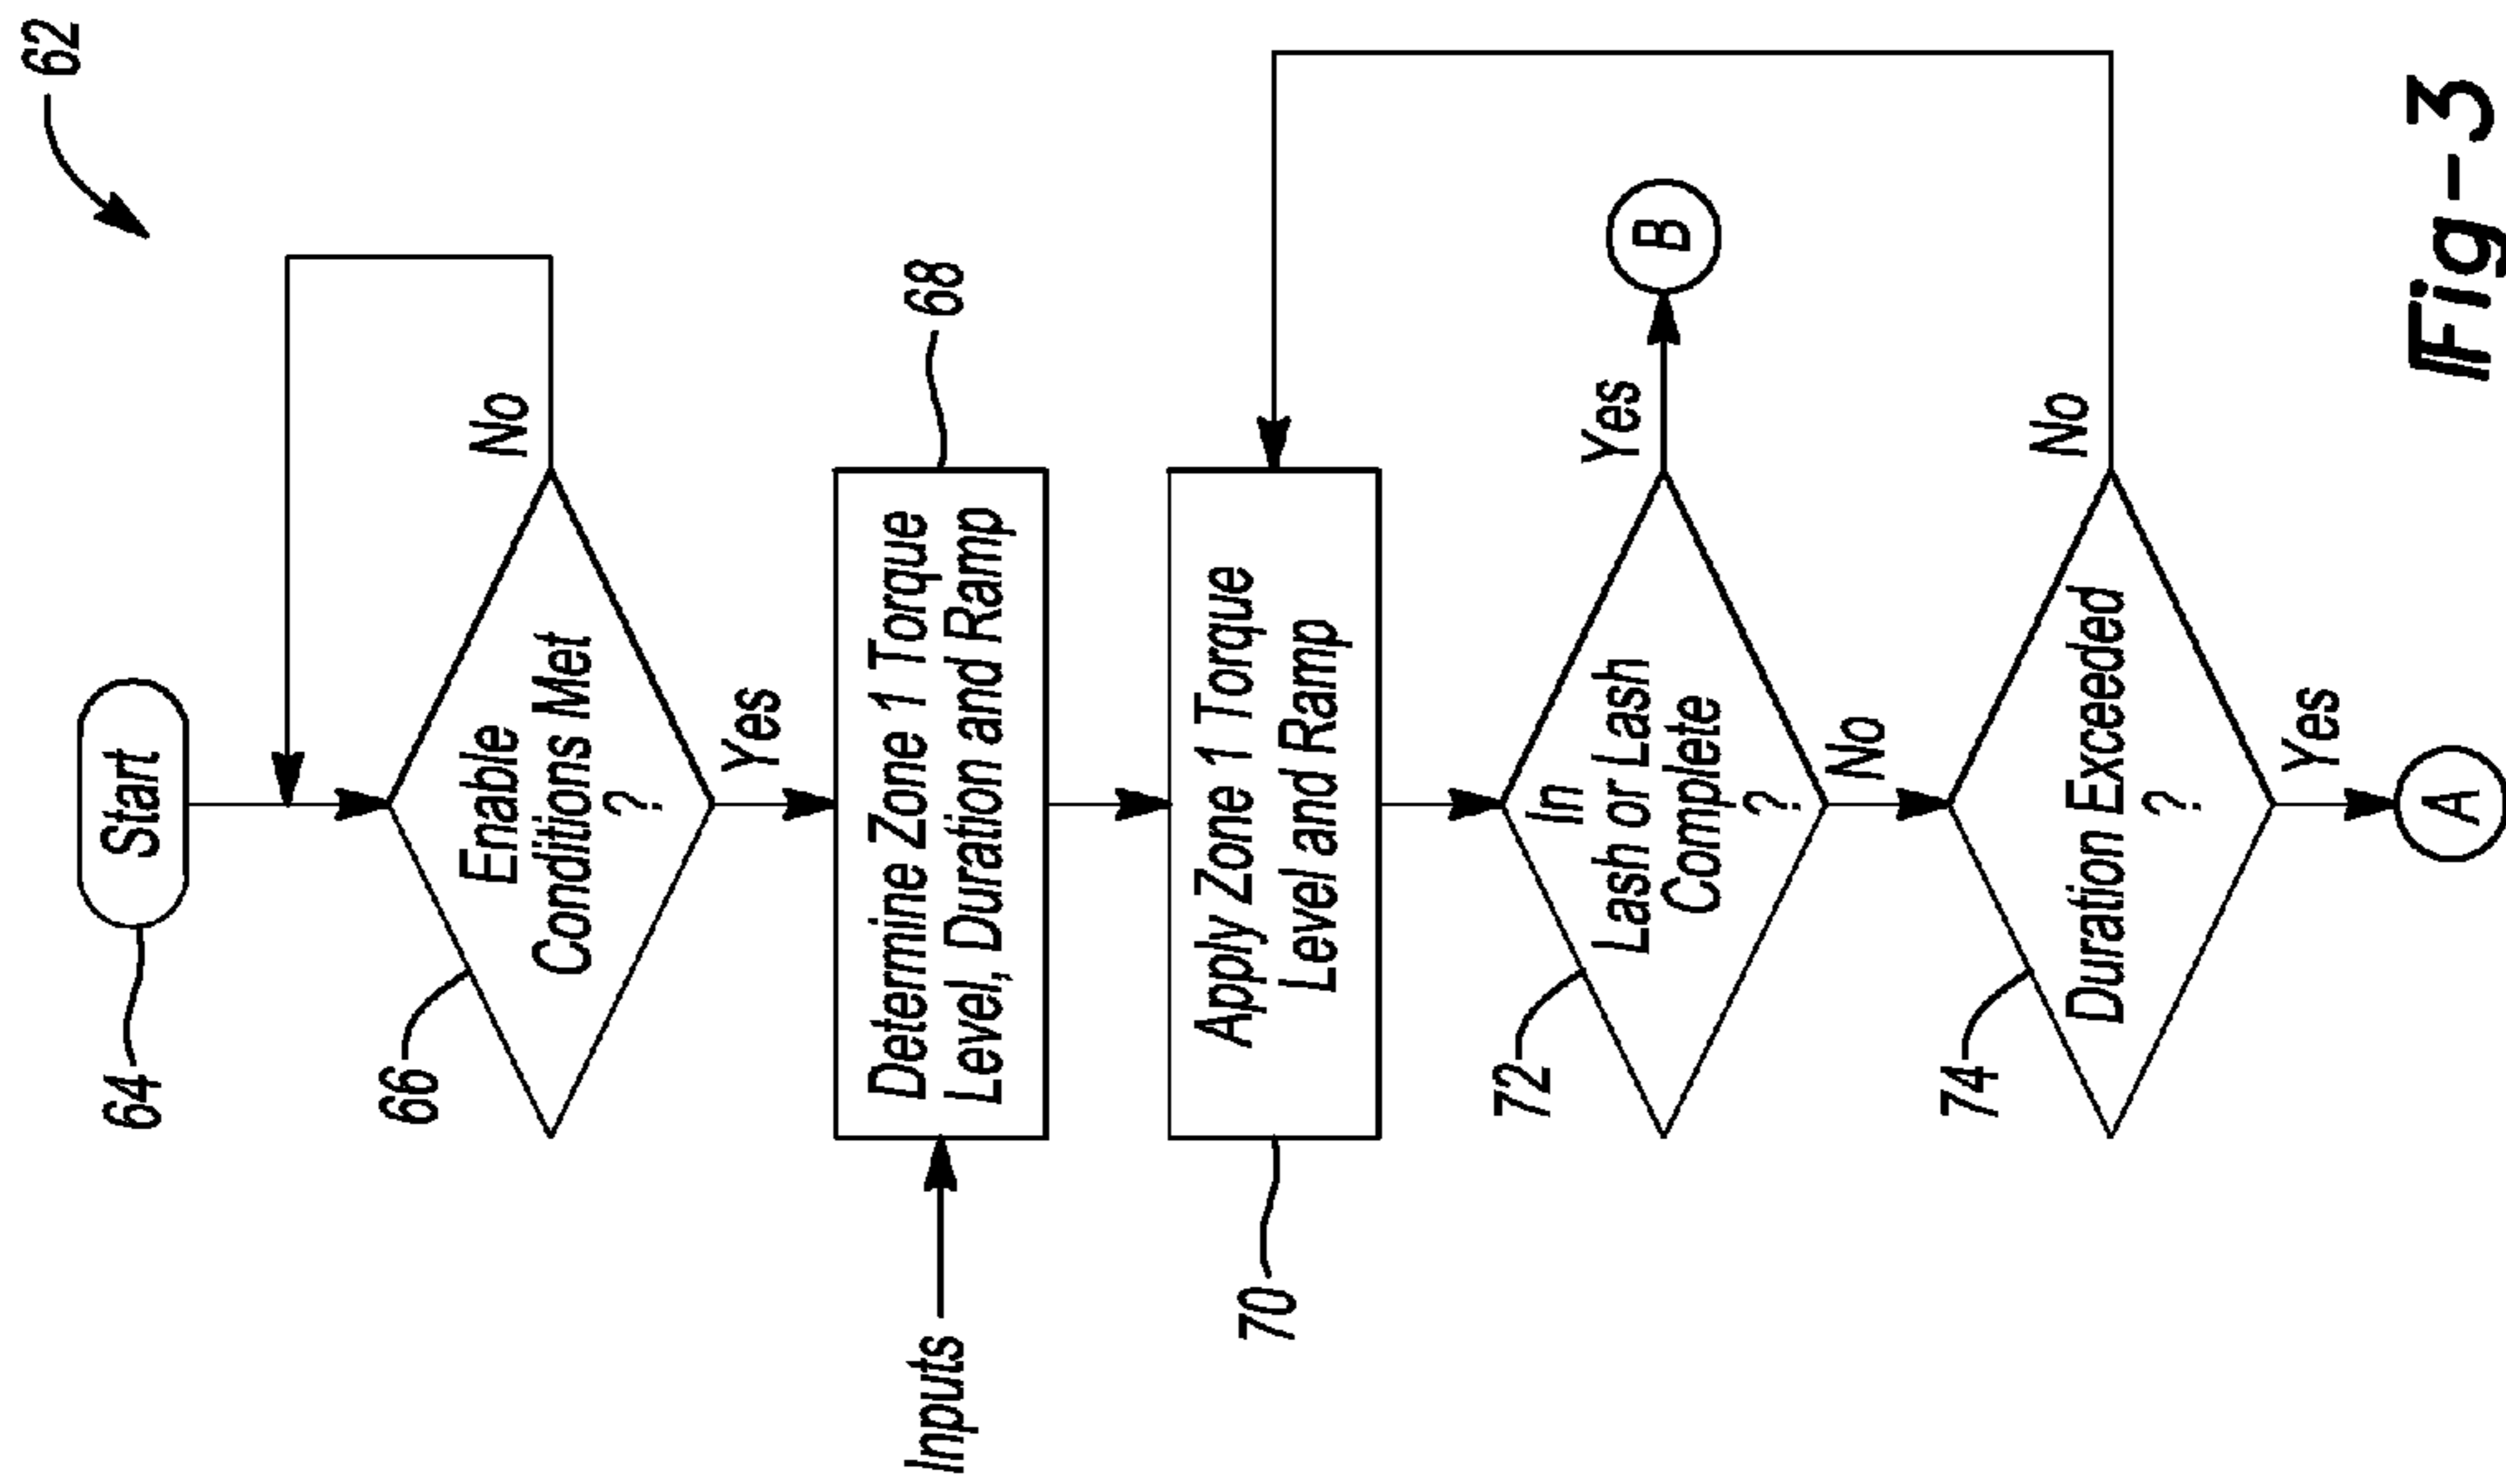 62
Start
64
Enable
Conditions Met
?
66
No
Yes
Determine Zone 1 Torque
Level, Duration and Ramp
68
Inputs
Apply Zone 1 Torque
Level and Ramp
70
In
Lash or Lash
Complete
?
72
Yes
B
No
Duration Exceeded
?
74
No
Yes
A
Fig-3